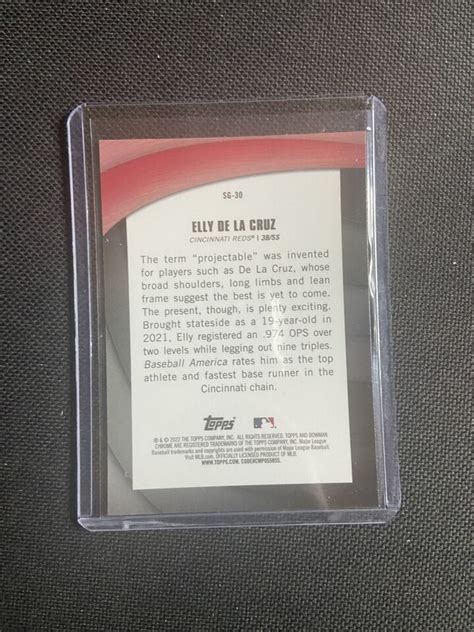 SG-30
ELLY DE LA CRUZ
CINCINNATI REDS® | 3B/SS
The term “projectable” was invented
for players such as De La Cruz, whose
broad shoulders, long limbs and lean
frame suggest the best is yet to come.
The present, though, is plenty exciting.
Brought stateside as a 19-year-old in
2021, Elly registered an .974 OPS over
two levels while legging out nine triples.
Baseball America rates him as the top
athlete and fastest base runner in the
Cincinnati chain.
Topps
® & © 2022 THE TOPPS COMPANY, INC. ALL RIGHTS RESERVED. TOPPS AND BOWMAN
CHROME ARE REGISTERED TRADEMARKS OF THE TOPPS COMPANY, INC. Major League
Baseball trademarks and copyrights are used with permission of Major League Baseball.
Visit MLB.com. OFFICIALLY LICENSED PRODUCT OF MLB.
WWW.TOPPS.COM. CODE#CMP055855.